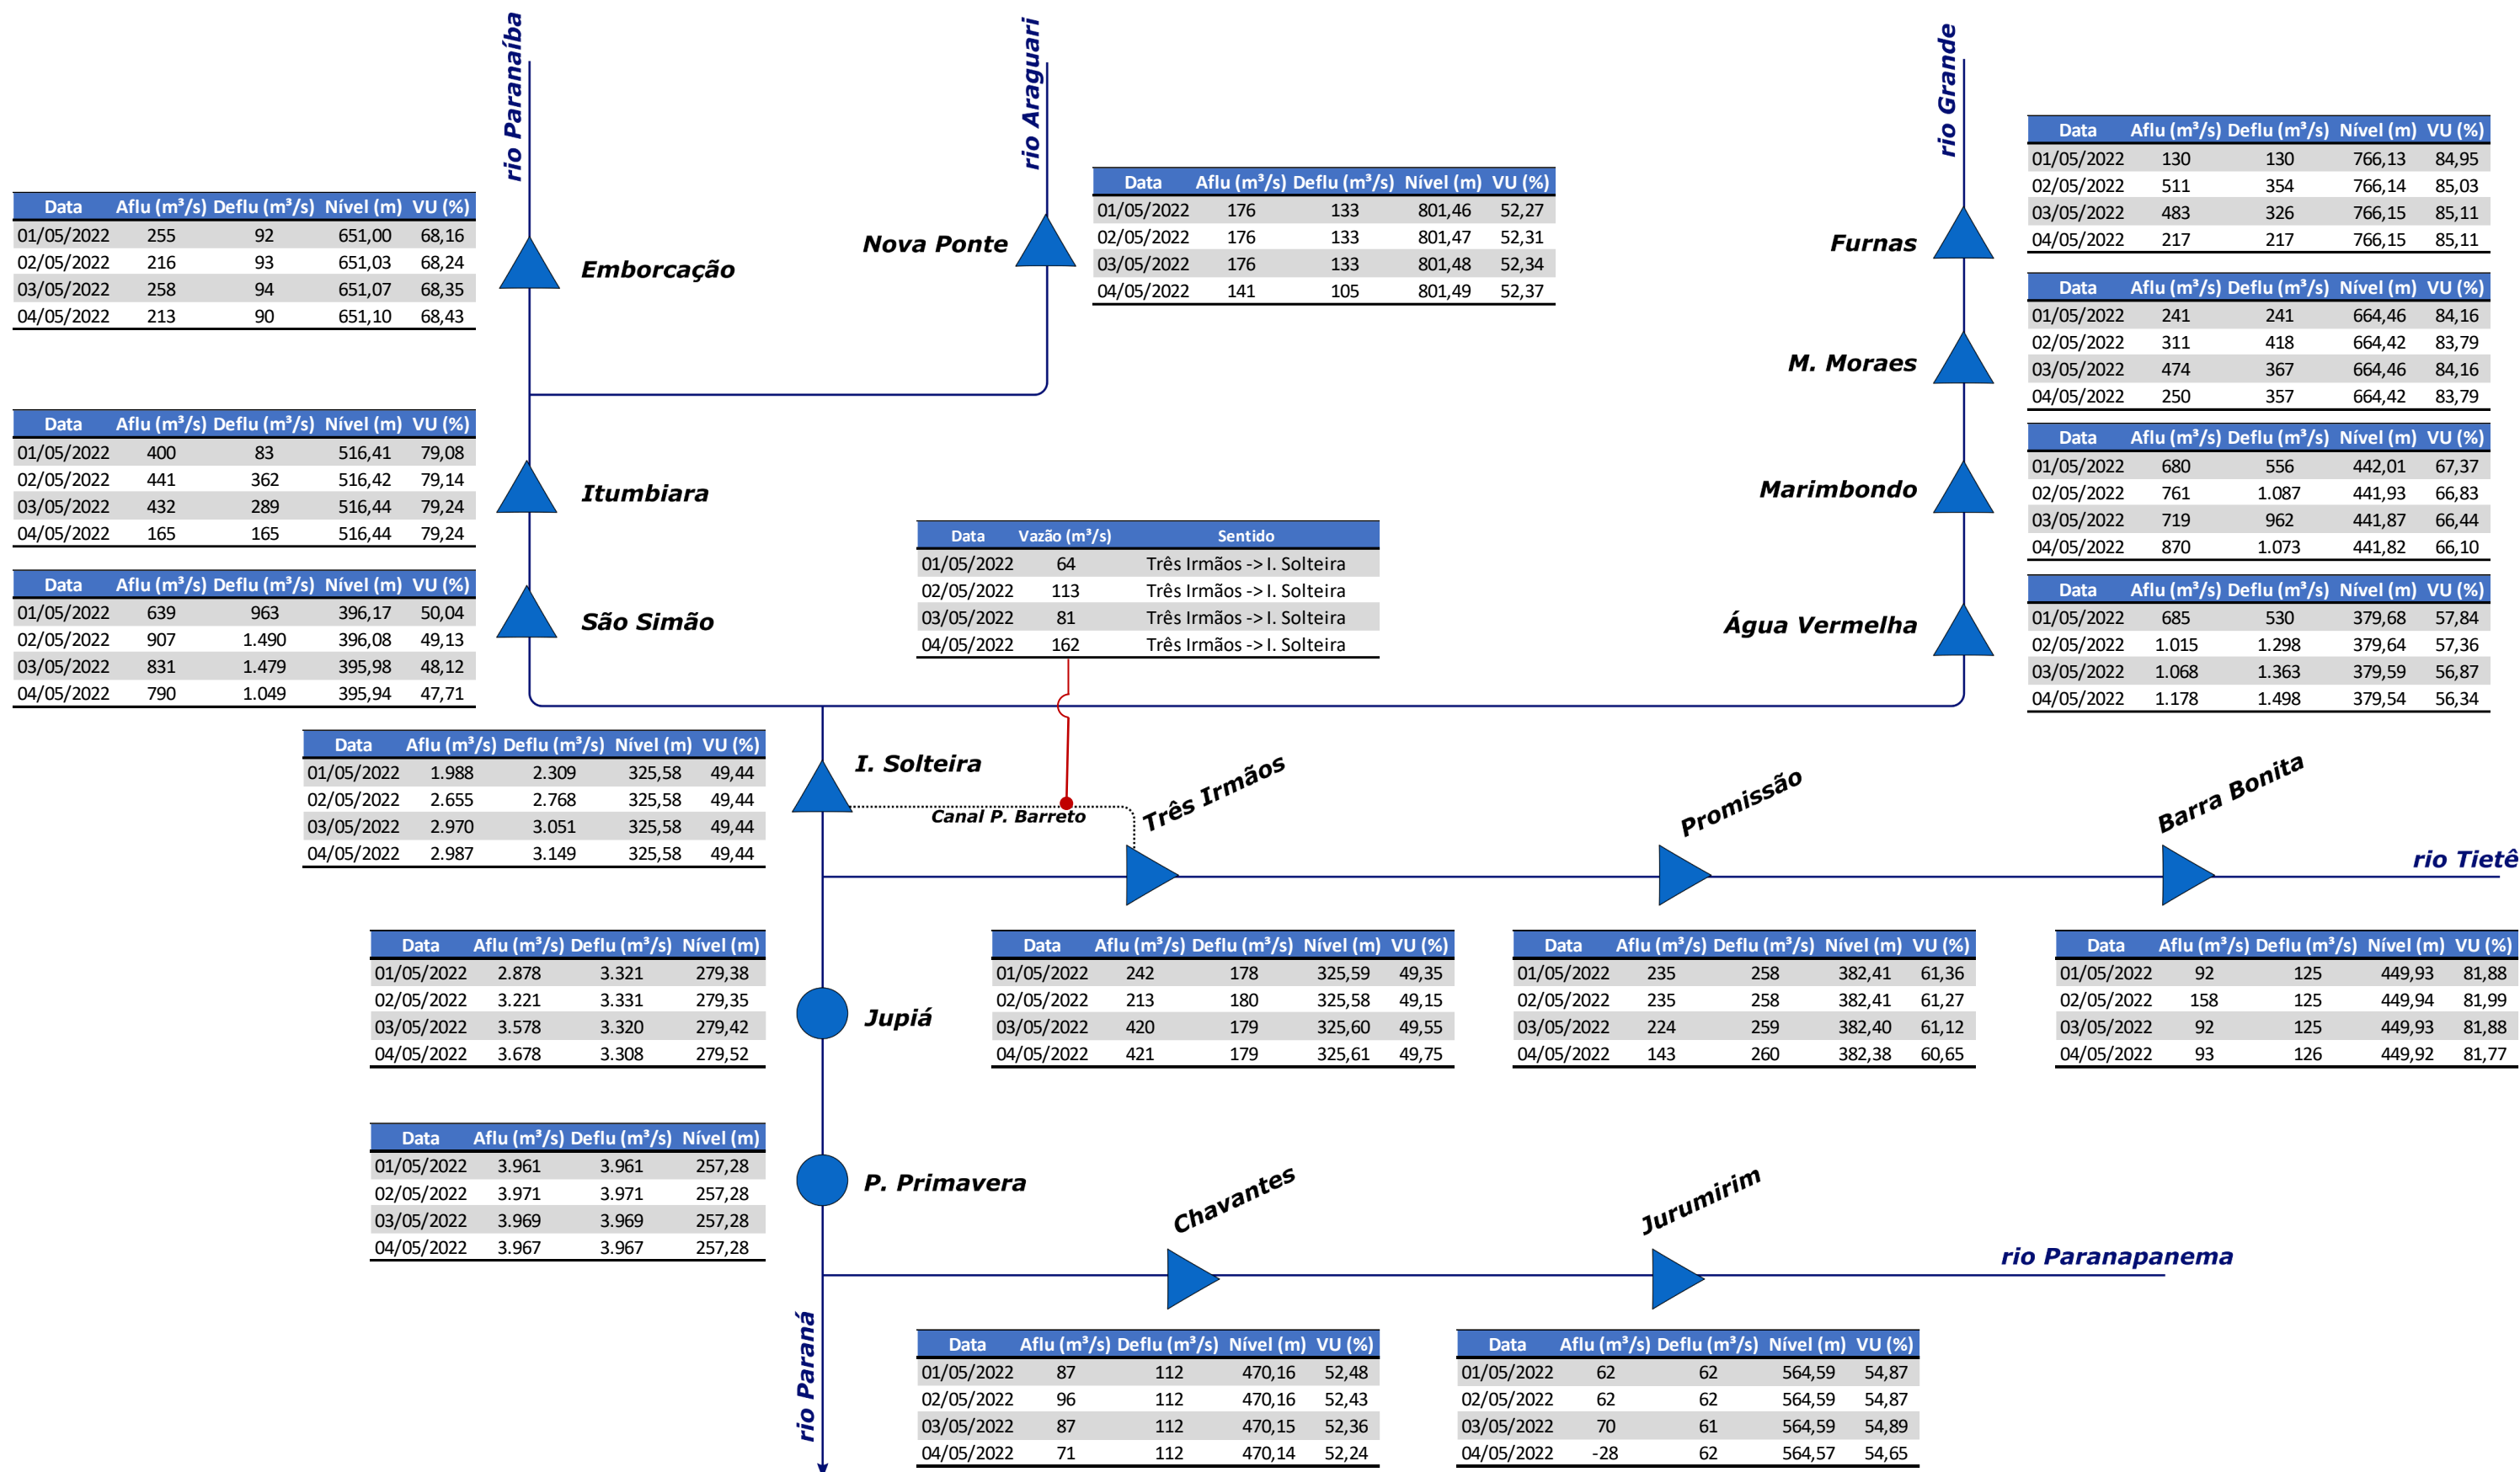 rio Paranaíba
rio Araguari
rio Grande
Data Aflu (m³/s) Deflu (m³/s) Nível (m) VU (%)
01/05/2022 255 92 651,00 68,16
02/05/2022 216 93 651,03 68,24
03/05/2022 258 94 651,07 68,35
04/05/2022 213 90 651,10 68,43
Emborcação
Nova Ponte
Data Aflu (m³/s) Deflu (m³/s) Nível (m) VU (%)
01/05/2022 176 133 801,46 52,27
02/05/2022 176 133 801,47 52,31
03/05/2022 176 133 801,48 52,34
04/05/2022 141 105 801,49 52,37
Furnas
Data Aflu (m³/s) Deflu (m³/s) Nível (m) VU (%)
01/05/2022 130 130 766,13 84,95
02/05/2022 511 354 766,14 85,03
03/05/2022 483 326 766,15 85,11
04/05/2022 217 217 766,15 85,11
M. Moraes
Data Aflu (m³/s) Deflu (m³/s) Nível (m) VU (%)
01/05/2022 241 241 664,46 84,16
02/05/2022 311 418 664,42 83,79
03/05/2022 474 367 664,46 84,16
04/05/2022 250 357 664,42 83,79
Data Aflu (m³/s) Deflu (m³/s) Nível (m) VU (%)
01/05/2022 400 83 516,41 79,08
02/05/2022 441 362 516,42 79,14
03/05/2022 432 289 516,44 79,24
04/05/2022 165 165 516,44 79,24
Itumbiara
Marimbondo
Data Aflu (m³/s) Deflu (m³/s) Nível (m) VU (%)
01/05/2022 680 556 442,01 67,37
02/05/2022 761 1.087 441,93 66,83
03/05/2022 719 962 441,87 66,44
04/05/2022 870 1.073 441,82 66,10
Data Vazão (m³/s) Sentido
01/05/2022 64 Três Irmãos -> I. Solteira
02/05/2022 113 Três Irmãos -> I. Solteira
03/05/2022 81 Três Irmãos -> I. Solteira
04/05/2022 162 Três Irmãos -> I. Solteira
Data Aflu (m³/s) Deflu (m³/s) Nível (m) VU (%)
01/05/2022 639 963 396,17 50,04
02/05/2022 907 1.490 396,08 49,13
03/05/2022 831 1.479 395,98 48,12
04/05/2022 790 1.049 395,94 47,71
São Simão
Água Vermelha
Data Aflu (m³/s) Deflu (m³/s) Nível (m) VU (%)
01/05/2022 685 530 379,68 57,84
02/05/2022 1.015 1.298 379,64 57,36
03/05/2022 1.068 1.363 379,59 56,87
04/05/2022 1.178 1.498 379,54 56,34
Data Aflu (m³/s) Deflu (m³/s) Nível (m) VU (%)
01/05/2022 1.988 2.309 325,58 49,44
02/05/2022 2.655 2.768 325,58 49,44
03/05/2022 2.970 3.051 325,58 49,44
04/05/2022 2.987 3.149 325,58 49,44
I. Solteira
Canal P. Barreto
Três Irmãos
Promissão
Barra Bonita
rio Tietê
Data Aflu (m³/s) Deflu (m³/s) Nível (m)
01/05/2022 2.878 3.321 279,38
02/05/2022 3.221 3.331 279,35
03/05/2022 3.578 3.320 279,42
04/05/2022 3.678 3.308 279,52
Jupiá
Data Aflu (m³/s) Deflu (m³/s) Nível (m) VU (%)
01/05/2022 242 178 325,59 49,35
02/05/2022 213 180 325,58 49,15
03/05/2022 420 179 325,60 49,55
04/05/2022 421 179 325,61 49,75
Data Aflu (m³/s) Deflu (m³/s) Nível (m) VU (%)
01/05/2022 235 258 382,41 61,36
02/05/2022 235 258 382,41 61,27
03/05/2022 224 259 382,40 61,12
04/05/2022 143 260 382,38 60,65
Data Aflu (m³/s) Deflu (m³/s) Nível (m) VU (%)
01/05/2022 92 125 449,93 81,88
02/05/2022 158 125 449,94 81,99
03/05/2022 92 125 449,93 81,88
04/05/2022 93 126 449,92 81,77
Data Aflu (m³/s) Deflu (m³/s) Nível (m)
01/05/2022 3.961 3.961 257,28
02/05/2022 3.971 3.971 257,28
03/05/2022 3.969 3.969 257,28
04/05/2022 3.967 3.967 257,28
P. Primavera
Chavantes
Jurumirim
rio Paranapanema
rio Paraná
Data Aflu (m³/s) Deflu (m³/s) Nível (m) VU (%)
01/05/2022 87 112 470,16 52,48
02/05/2022 96 112 470,16 52,43
03/05/2022 87 112 470,15 52,36
04/05/2022 71 112 470,14 52,24
Data Aflu (m³/s) Deflu (m³/s) Nível (m) VU (%)
01/05/2022 62 62 564,59 54,87
02/05/2022 62 62 564,59 54,87
03/05/2022 70 61 564,59 54,89
04/05/2022 -28 62 564,57 54,65